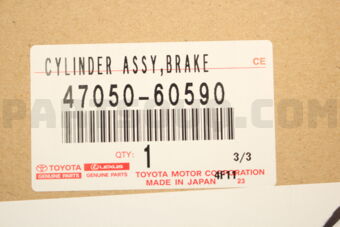 CYLINDER ASSY,BRAKE
CE
47050-60590
QTY: 1 3/3
TOYOTA LEXUS TOYOTA MOTOR CORPORATION
GENUINE PARTS GENUINE PARTS MADE IN JAPAN 4F11 23